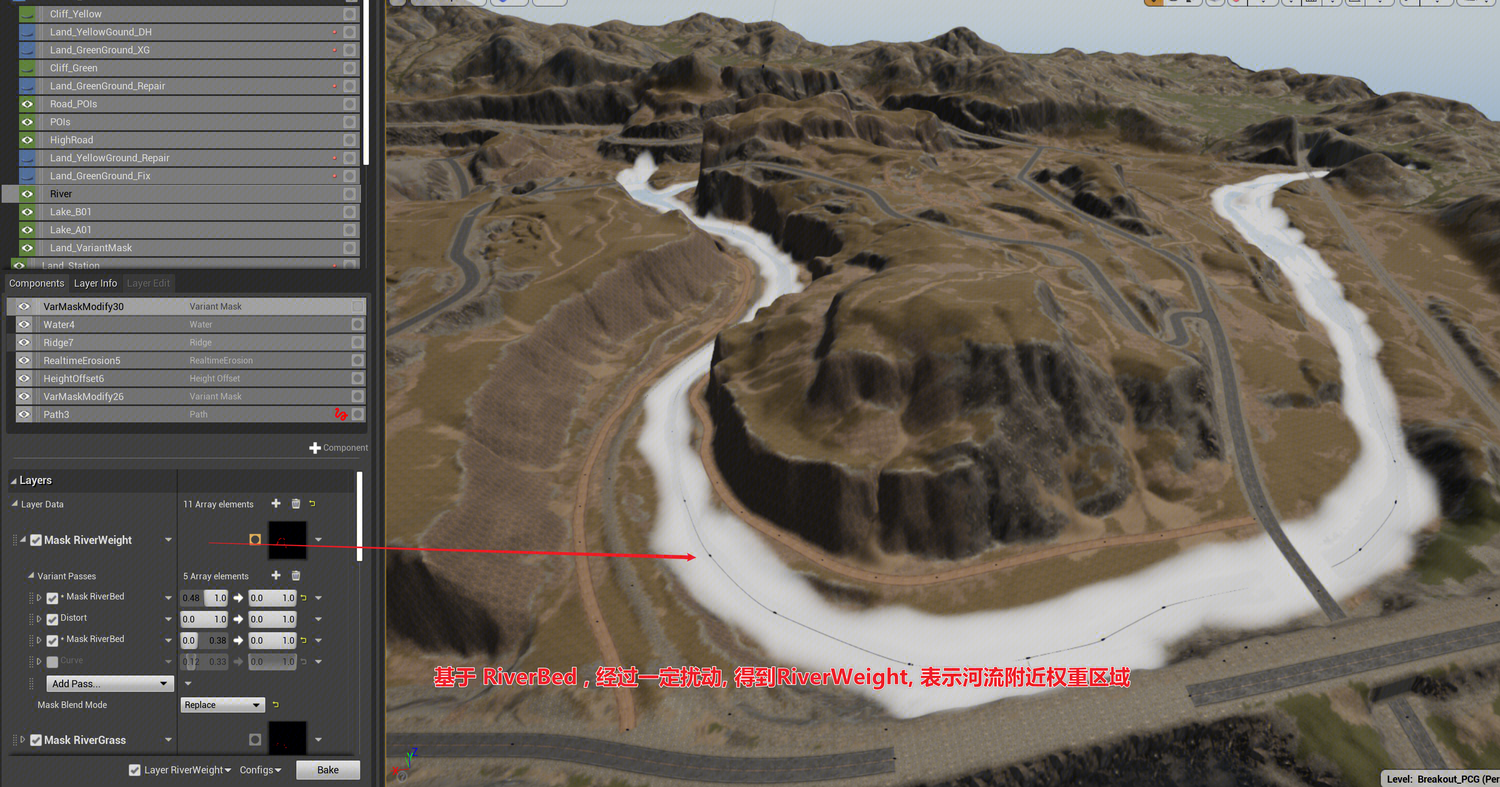 Cliff_Yellow
Land_YellowGound_DH
Land_GreenGround_XG
Cliff_Green
Land_GreenGround_Repair
Road_POIs
POIs
HighRoad
Land_YellowGround_Repair
Land_GreenGround_Fix
River
Lake_B01
Lake_A01
Land_VariantMask
Land_Station
Components Layer Info Layer Edit
VarMaskModify30 Variant Mask
Water4 Water
Ridge7 Ridge
RealtimeErosion5 RealtimeErosion
HeightOffset6 Height Offset
VarMaskModify26 Variant Mask
Path3 Path
Component
Layers
Layer Data 11 Array elements
Mask RiverWeight
Variant Passes 5 Array elements
* Mask RiverBed 0.48 1.0 0.0 1.0
Distort 0.0 1.0 0.0 1.0
* Mask RiverBed 0.0 0.38 0.0 1.0
Curve 0.12 0.33 0.0 1.0
Add Pass...
Mask Blend Mode Replace
Mask RiverGrass
Layer RiverWeight Configs Bake
基于 RiverBed , 经过一定扰动, 得到RiverWeight, 表示河流附近权重区域
Z
Level: Breakout_PCG (Per